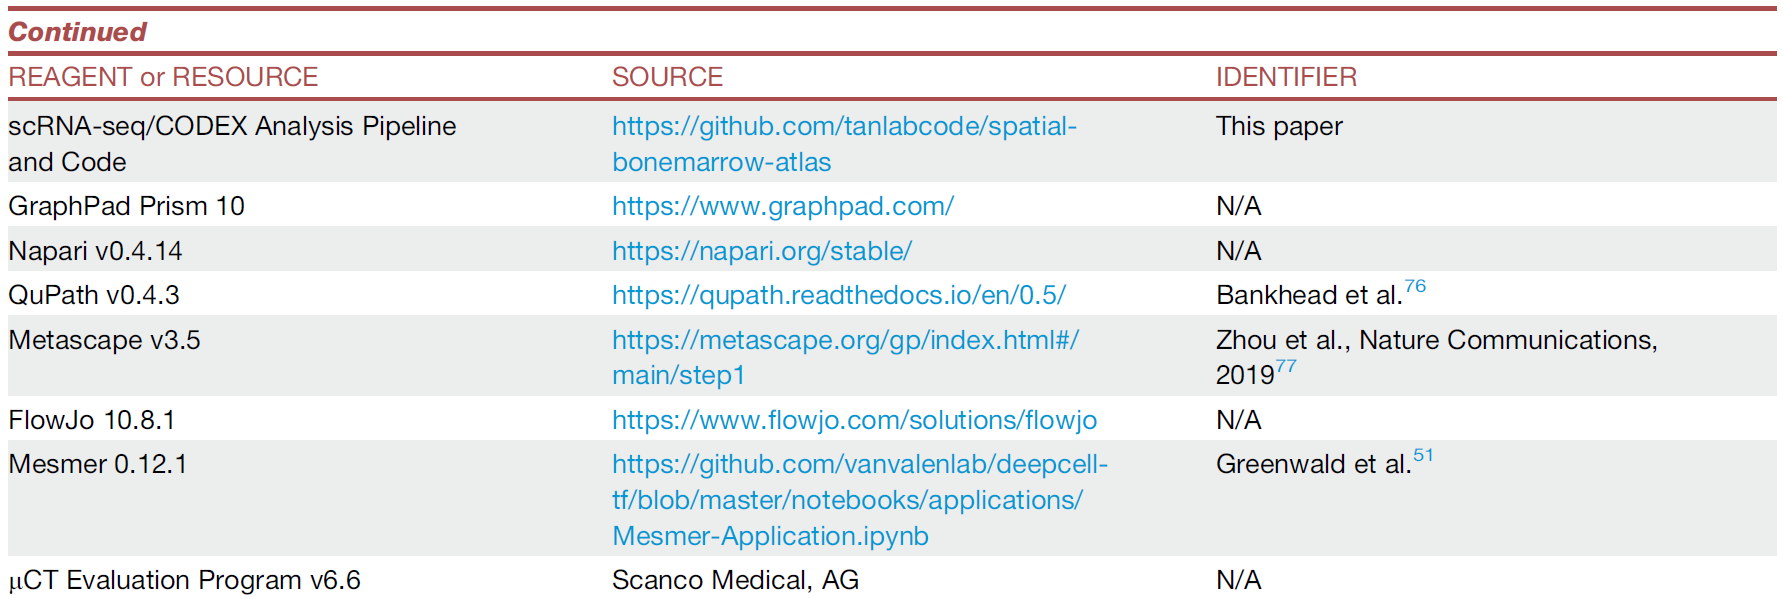 Continued
REAGENT or RESOURCE SOURCE IDENTIFIER
scRNA-seq/CODEX Analysis Pipeline https://github.com/tanlabcode/spatial- This paper
and Code bonemarrow-atlas
GraphPad Prism 10 https://www.graphpad.com/ N/A
Napari v0.4.14 https://napari.org/stable/ N/A
QuPath v0.4.3 https://qupath.readthedocs.io/en/0.5/ Bankhead et al.76
Metascape v3.5 https://metascape.org/gp/index.html#/ Zhou et al., Nature Communications,
main/step1 201977
FlowJo 10.8.1 https://www.flowjo.com/solutions/flowjo N/A
Mesmer 0.12.1 https://github.com/vanvalenlab/deepcell- Greenwald et al.51
tf/blob/master/notebooks/applications/
Mesmer-Application.ipynb
μCT Evaluation Program v6.6 Scanco Medical, AG N/A